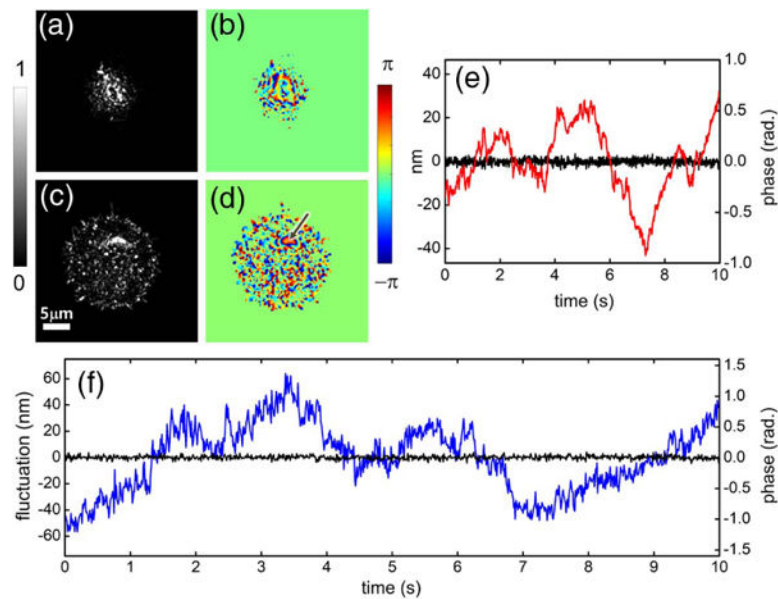 (a) (b)
1
0
π
−π
(c) (d)
5μm
(e)
nm
40
20
0
-20
-40
1.0
0.5
0.0
-0.5
-1.0
phase (rad.)
0 2 4 6 8 10
time (s)
(f)
fluctuation (nm)
60
40
20
0
-20
-40
-60
1.5
1.0
0.5
0.0
-0.5
-1.0
-1.5
phase (rad.)
0 1 2 3 4 5 6 7 8 9 10
time (s)